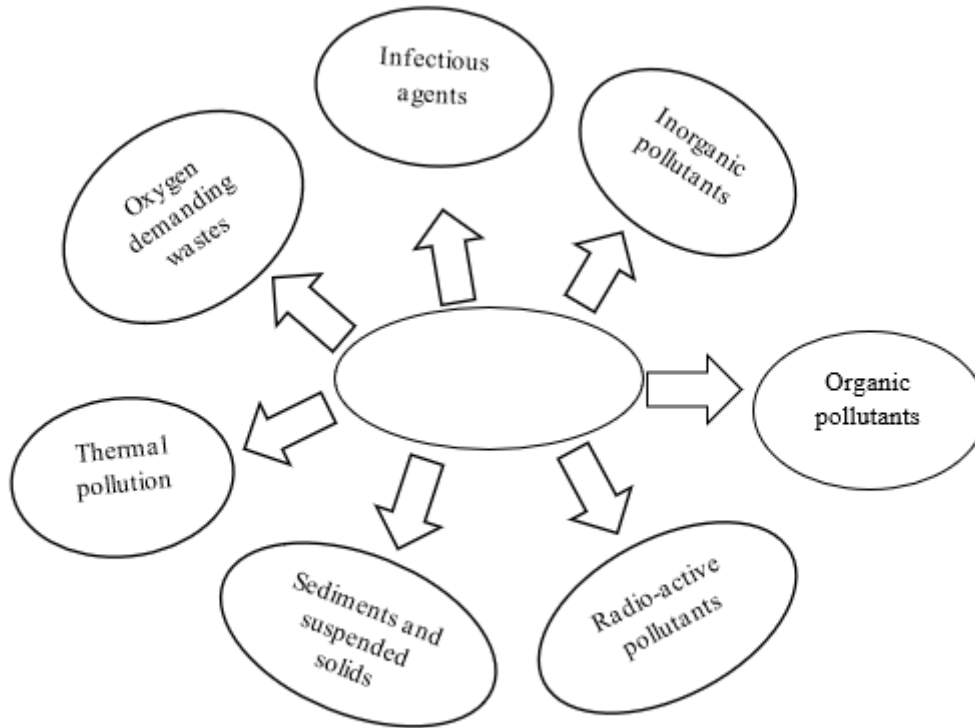 Infectious
agents
Inorganic
pollutants
Oxygen
demanding
wastes
Organic
pollutants
Thermal
pollution
Sediments and
suspended
solids
Radio-active
pollutants